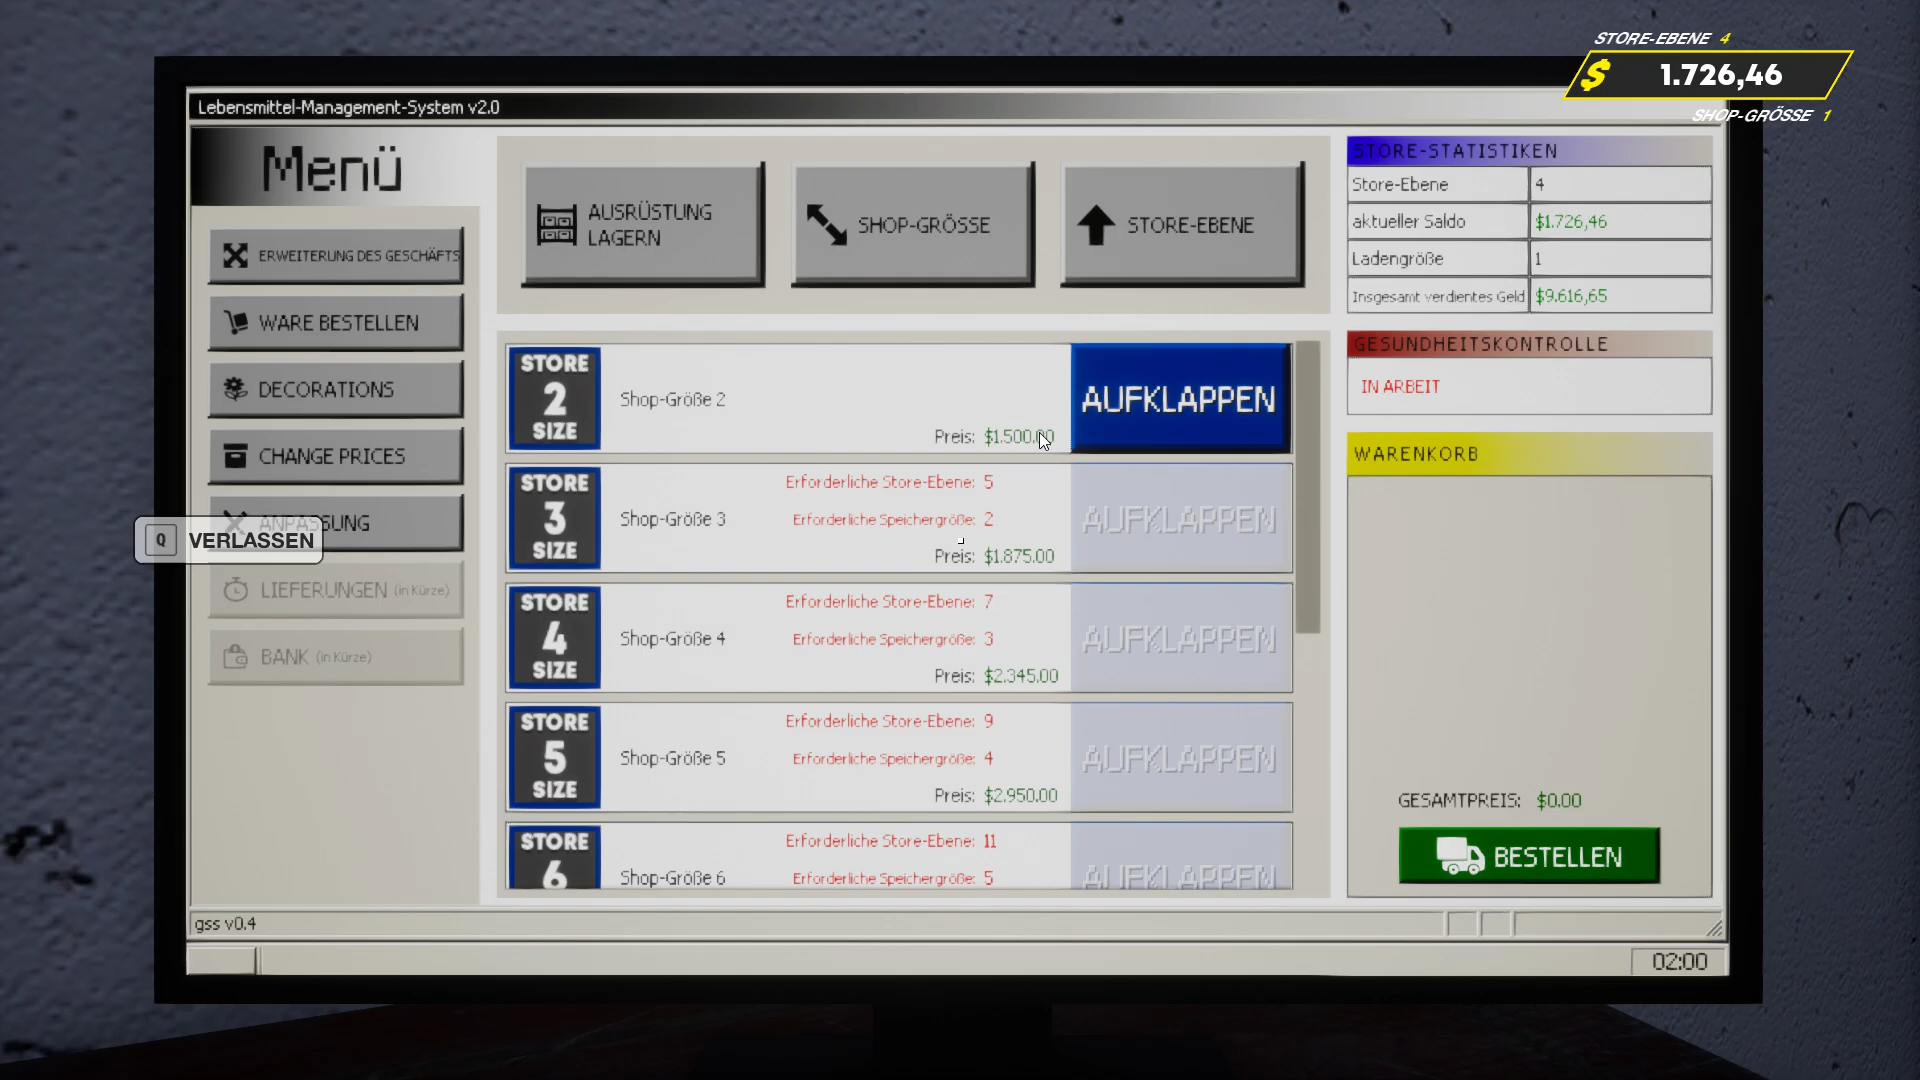 STORE-EBENE 4
$ 1.726,46
SHOP-GRÖSSE 1
Lebensmittel-Management-System v2.0
Menü
ERWEITERUNG DES GESCHÄFTS
WARE BESTELLEN
DECORATIONS
CHANGE PRICES
ANPASSUNG
Q VERLASSEN
LIEFERUNGEN (in Kürze)
BANK (in Kürze)
AUSRÜSTUNG
LAGERN
SHOP-GRÖSSE
STORE-EBENE
STORE
2
SIZE
Shop-Größe 2
Preis: $1.500.00
AUFKLAPPEN
STORE
3
SIZE
Shop-Größe 3
Erforderliche Store-Ebene: 5
Erforderliche Speichergröße: 2
Preis: $1.875.00
AUFKLAPPEN
STORE
4
SIZE
Shop-Größe 4
Erforderliche Store-Ebene: 7
Erforderliche Speichergröße: 3
Preis: $2.345.00
AUFKLAPPEN
STORE
5
SIZE
Shop-Größe 5
Erforderliche Store-Ebene: 9
Erforderliche Speichergröße: 4
Preis: $2.950.00
AUFKLAPPEN
STORE
6
Shop-Größe 6
Erforderliche Store-Ebene: 11
Erforderliche Speichergröße: 5
AUFKLAPPEN
STORE-STATISTIKEN
Store-Ebene 4
aktueller Saldo $1.726,46
Ladengröße 1
Insgesamt verdientes Geld $9.616,65
GESUNDHEITSKONTROLLE
IN ARBEIT
WARENKORB
GESAMTPREIS: $0.00
BESTELLEN
gss v0.4
02:00